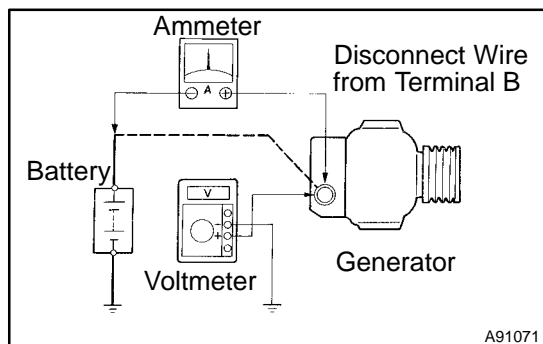 Ammeter
Disconnect Wire
from Terminal B
A
− +
Battery
V
+
Voltmeter
Generator
A91071